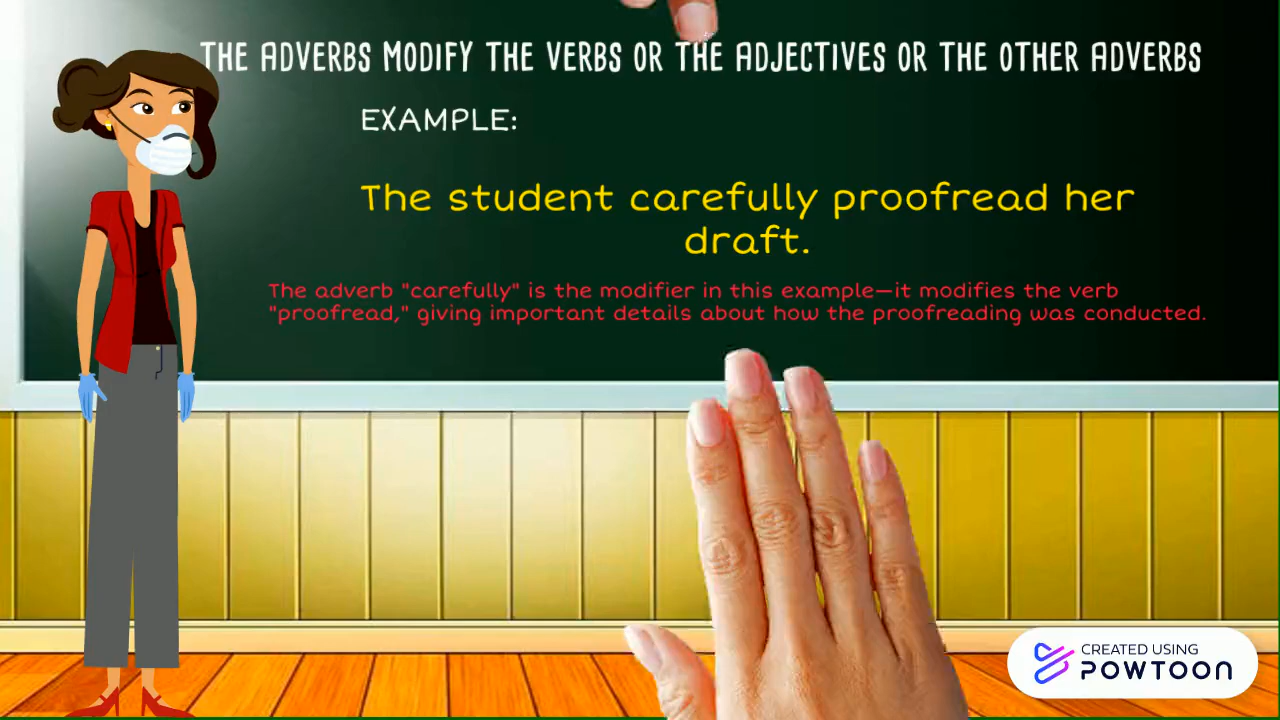 THE ADVERBS MODIFY THE VERBS OR THE ADJECTIVES OR THE OTHER ADVERBS
EXAMPLE:
The student carefully proofread her
draft.
The adverb "carefully" is the modifier in this example—it modifies the verb
"proofread," giving important details about how the proofreading was conducted.
CREATED USING
POWTOON